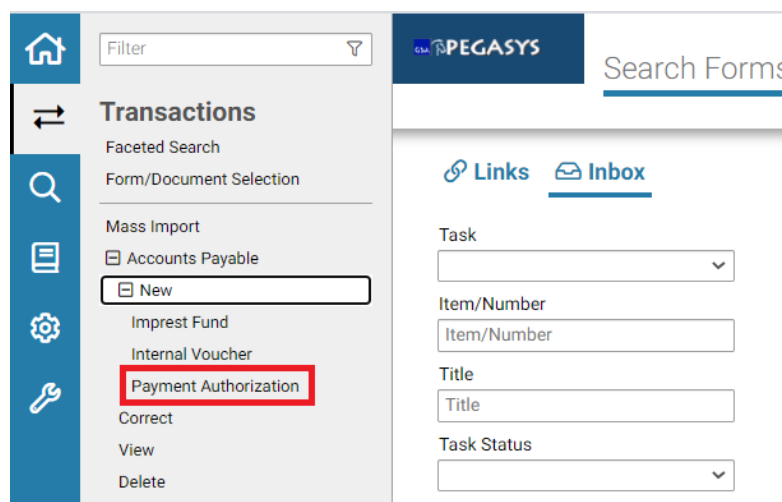 Filter
Transactions
Faceted Search
Form/Document Selection
Mass Import
Accounts Payable
New
Imprest Fund
Internal Voucher
Payment Authorization
Correct
View
Delete
GSA PEGASYS
Search Forms
Links
Inbox
Task
Item/Number
Item/Number
Title
Title
Task Status